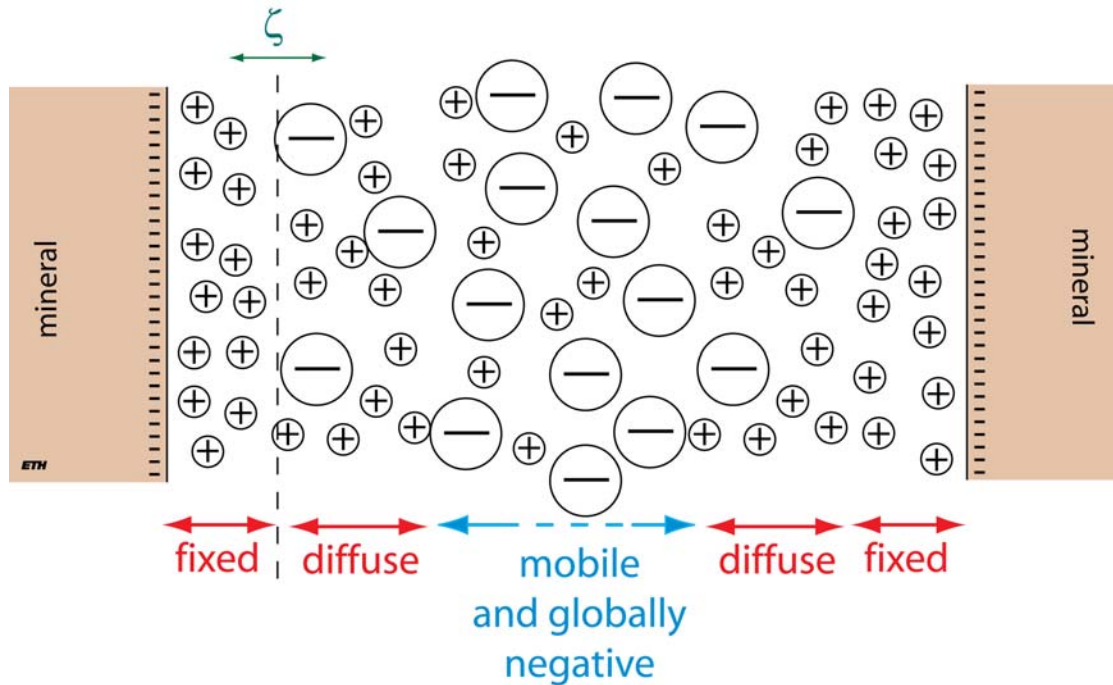 ζ
mineral
mineral
ETH
fixed
diffuse
mobile
and globally
negative
diffuse
fixed